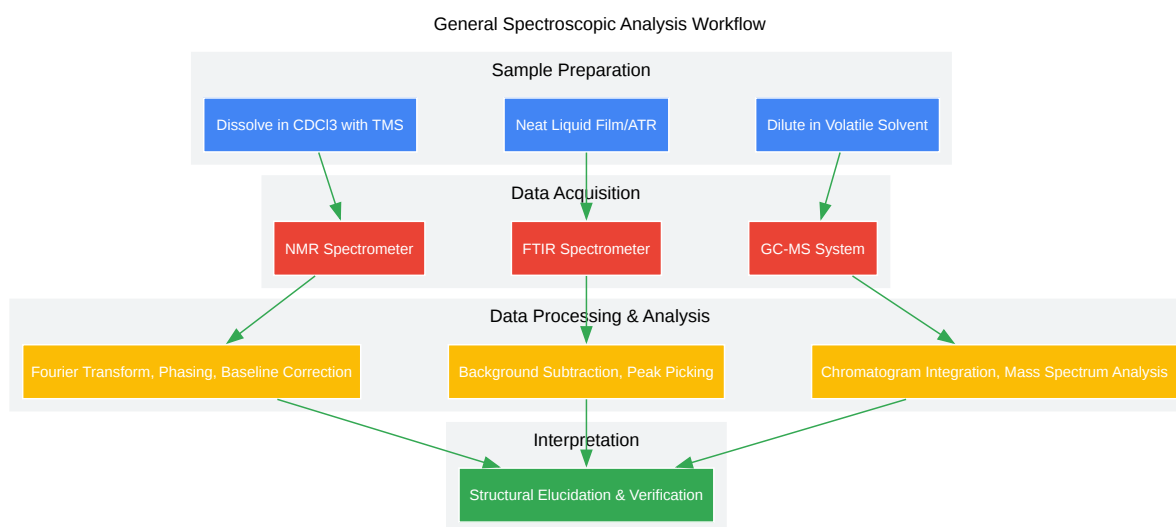 General Spectroscopic Analysis Workflow
Sample Preparation
Dissolve in CDCl3 with TMS
Neat Liquid Film/ATR
Dilute in Volatile Solvent
Data Acquisition
NMR Spectrometer
FTIR Spectrometer
GC-MS System
Data Processing & Analysis
Fourier Transform, Phasing, Baseline Correction
Background Subtraction, Peak Picking
Chromatogram Integration, Mass Spectrum Analysis
Interpretation
Structural Elucidation & Verification